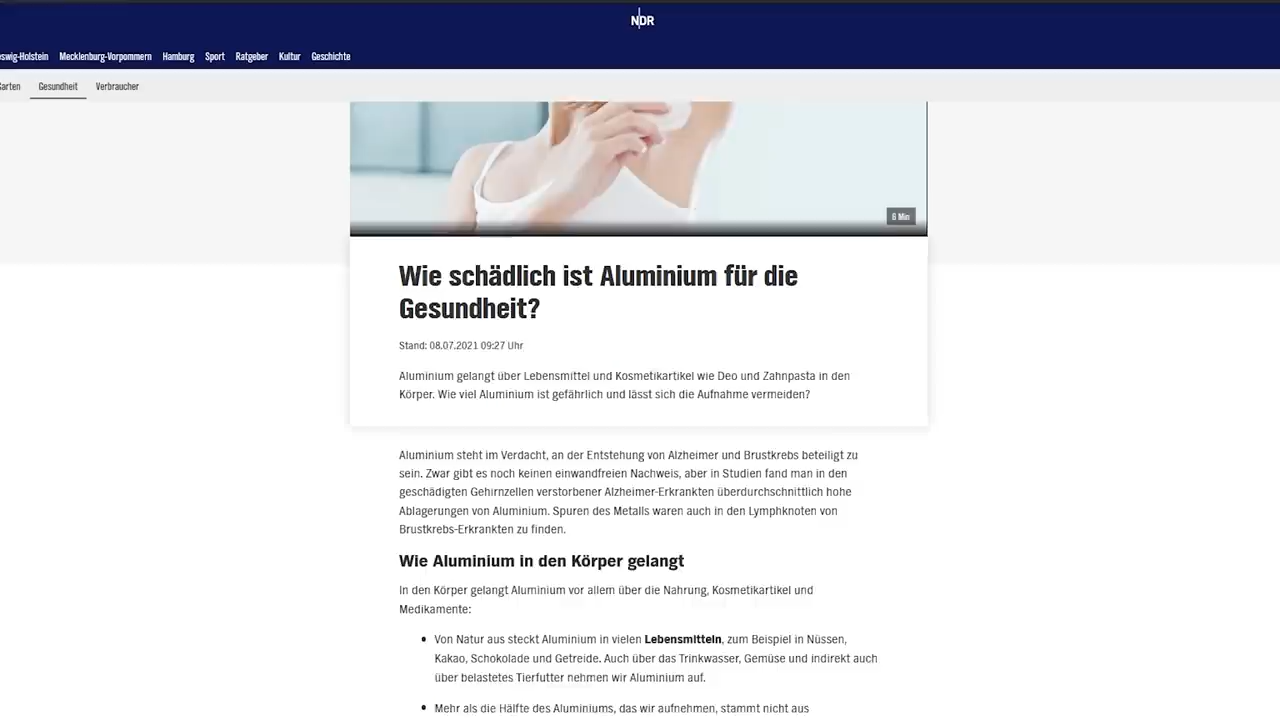 NDR
eswig-Holstein Mecklenburg-Vorpommern Hamburg Sport Ratgeber Kultur Geschichte
Garten Gesundheit Verbraucher
6 Min
Wie schädlich ist Aluminium für die
Gesundheit?
Stand: 08.07.2021 09:27 Uhr
Aluminium gelangt über Lebensmittel und Kosmetikartikel wie Deo und Zahnpasta in den
Körper. Wie viel Aluminium ist gefährlich und lässt sich die Aufnahme vermeiden?
Aluminium steht im Verdacht, an der Entstehung von Alzheimer und Brustkrebs beteiligt zu
sein. Zwar gibt es noch keinen einwandfreien Nachweis, aber in Studien fand man in den
geschädigten Gehirnzellen verstorbener Alzheimer-Erkrankten überdurchschnittlich hohe
Ablagerungen von Aluminium. Spuren des Metalls waren auch in den Lymphknoten von
Brustkrebs-Erkrankten zu finden.
Wie Aluminium in den Körper gelangt
In den Körper gelangt Aluminium vor allem über die Nahrung, Kosmetikartikel und
Medikamente:
• Von Natur aus steckt Aluminium in vielen Lebensmitteln, zum Beispiel in Nüssen,
Kakao, Schokolade und Getreide. Auch über das Trinkwasser, Gemüse und indirekt auch
über belastetes Tierfutter nehmen wir Aluminium auf.
• Mehr als die Hälfte des Aluminiums, das wir aufnehmen, stammt nicht aus